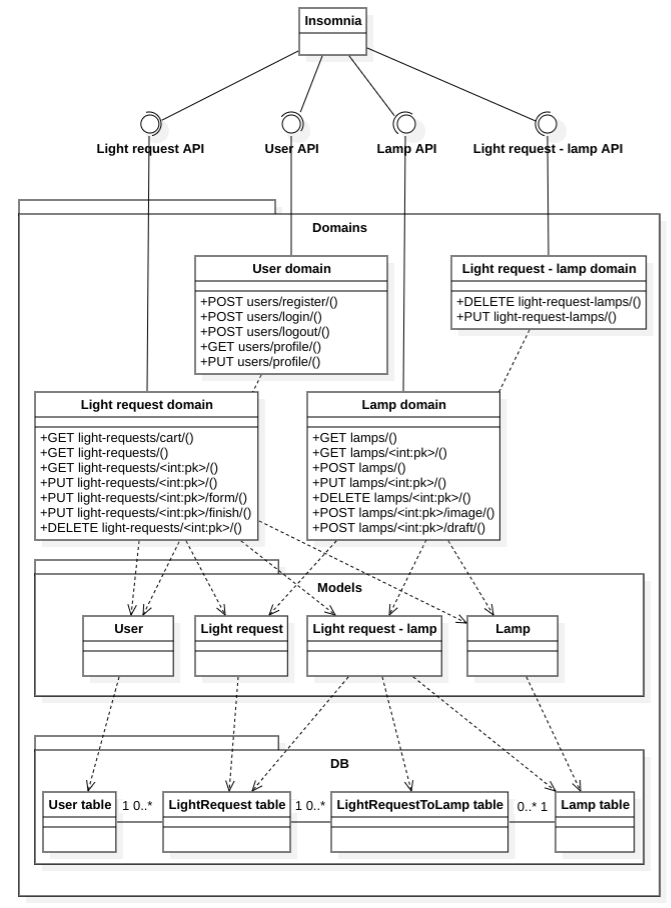 Insomnia
Light request API
User API
Lamp API
Light request - lamp API
Domains
User domain
+POST users/register/()
+POST users/login/()
+POST users/logout/()
+GET users/profile/()
+PUT users/profile/()
Light request - lamp domain
+DELETE light-request-lamps/()
+PUT light-request-lamps/()
Light request domain
+GET light-requests/cart/()
+GET light-requests/()
+GET light-requests/<int:pk>/()
+PUT light-requests/<int:pk>/()
+PUT light-requests/<int:pk>/form/()
+PUT light-requests/<int:pk>/finish/()
+DELETE light-requests/<int:pk>/()
Lamp domain
+GET lamps/()
+GET lamps/<int:pk>/()
+POST lamps/()
+PUT lamps/<int:pk>/()
+DELETE lamps/<int:pk>/()
+POST lamps/<int:pk>/image/()
+POST lamps/<int:pk>/draft/()
Models
User
Light request
Light request - lamp
Lamp
DB
User table
1 0..*
LightRequest table
1 0..*
LightRequestToLamp table
0..* 1
Lamp table